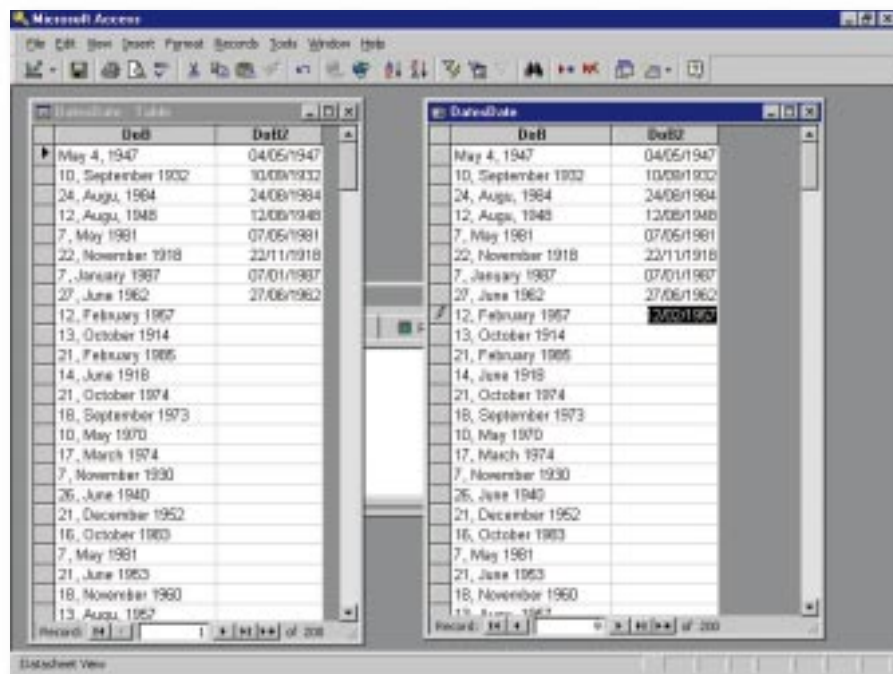 Microsoft Access
File Edit View Insert Format Records Tools Window Help
DatesDate : Table
DoB DoB2
May 4, 1947 04/05/1947
10, September 1932 10/09/1932
24, Augu, 1984 24/08/1984
12, Augu, 1948 12/08/1948
7, May 1981 07/05/1981
22, November 1918 22/11/1918
7, January 1987 07/01/1987
27, June 1962 27/06/1962
12, February 1957
13, October 1914
21, February 1985
14, June 1918
21, October 1974
18, September 1973
10, May 1970
17, March 1974
7, November 1930
26, June 1940
21, December 1952
16, October 1983
7, May 1981
21, June 1953
18, November 1960
13, Augu, 1957
Record: 1 of 200
DatesDate
DoB DoB2
May 4, 1947 04/05/1947
10, September 1932 10/09/1932
24, Augu, 1984 24/08/1984
12, Augu, 1948 12/08/1948
7, May 1981 07/05/1981
22, November 1918 22/11/1918
7, January 1987 07/01/1987
27, June 1962 27/06/1962
12, February 1957 12/02/1957
13, October 1914
21, February 1985
14, June 1918
21, October 1974
18, September 1973
10, May 1970
17, March 1974
7, November 1930
26, June 1940
21, December 1952
16, October 1983
7, May 1981
21, June 1953
18, November 1960
13, Augu, 1957
Record: 9 of 200
Datasheet View